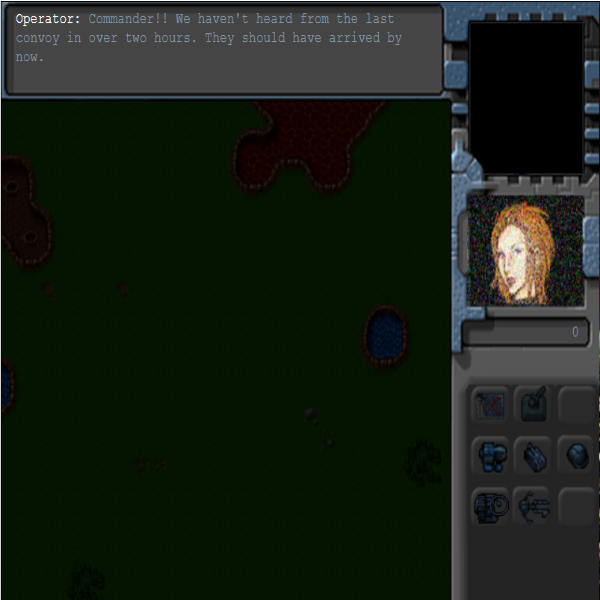 Operator: Commander!! We haven't heard from the last
convoy in over two hours. They should have arrived by
now.
0